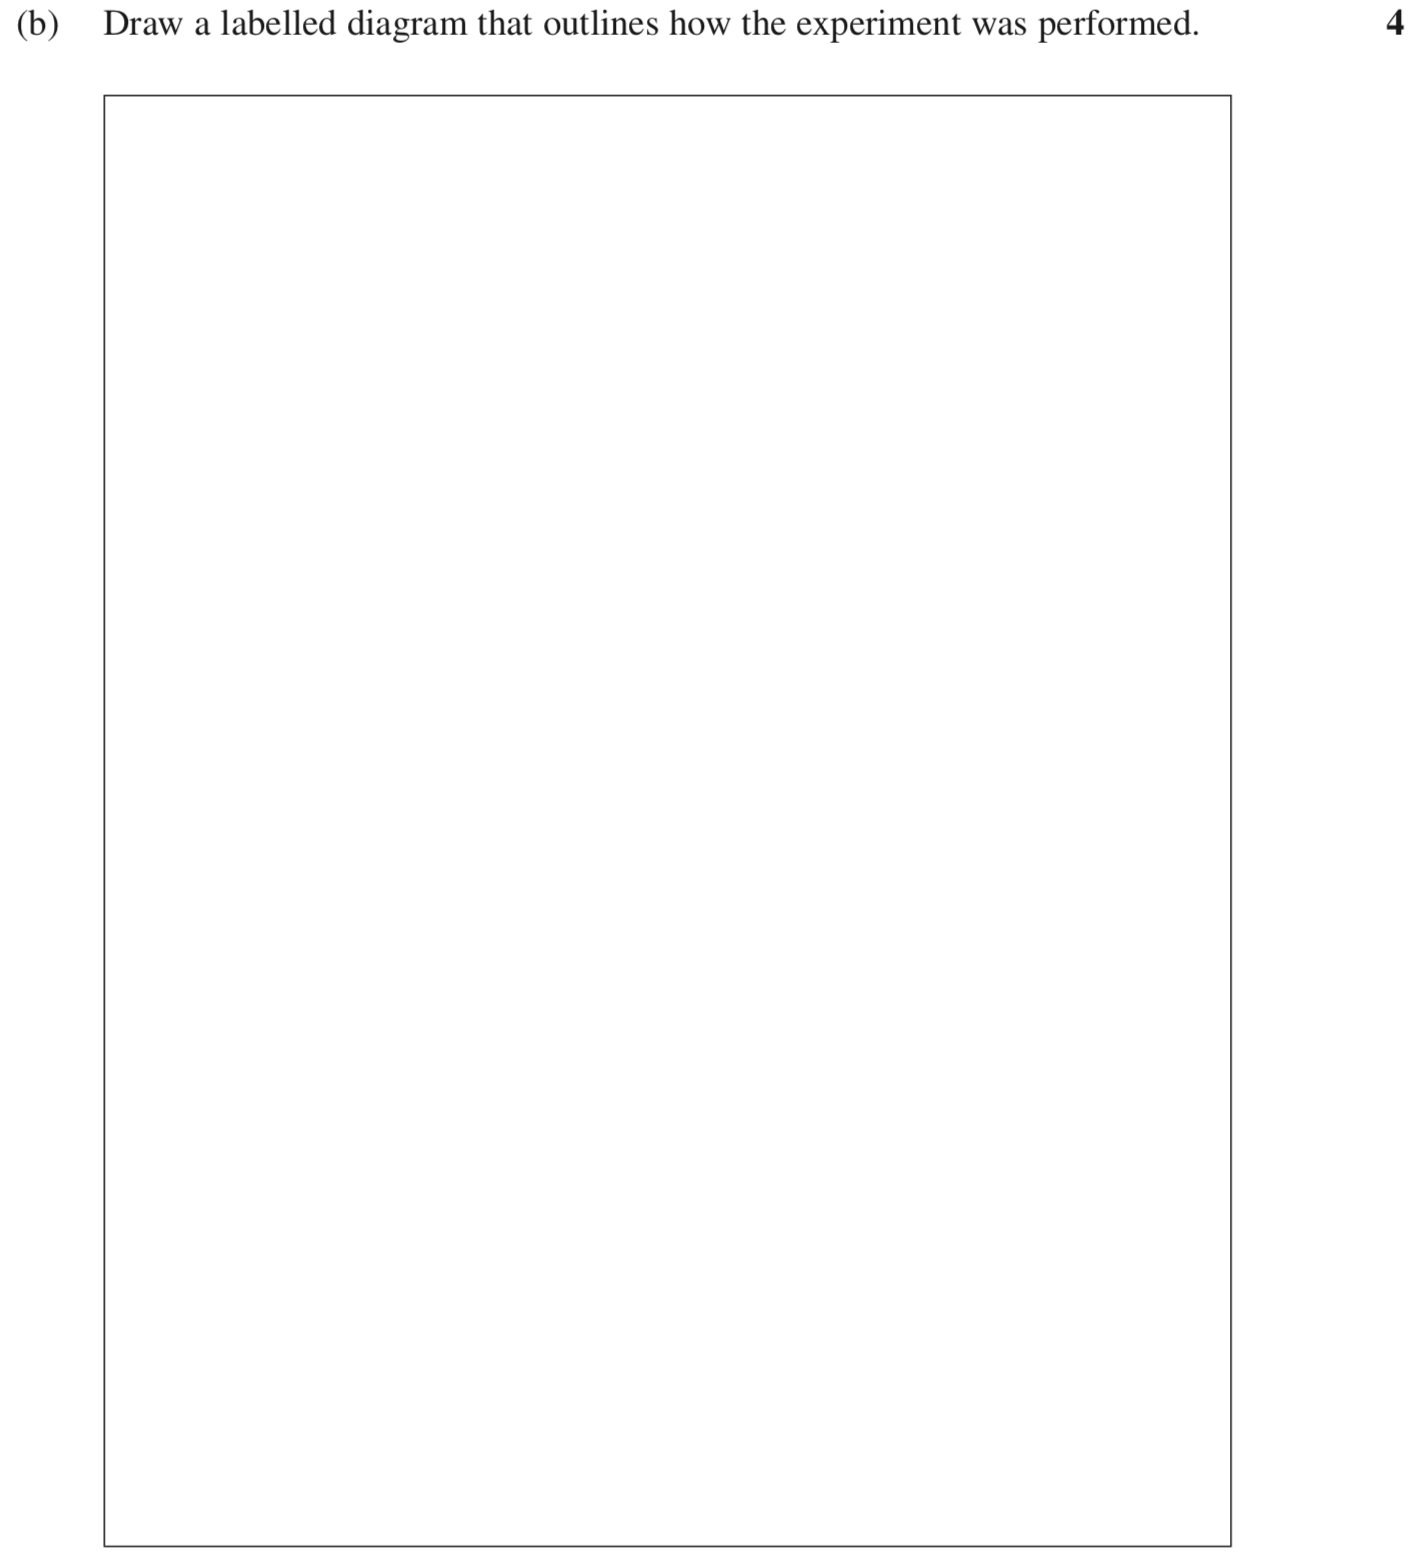 (b) Draw a labelled diagram that outlines how the experiment was performed. 4